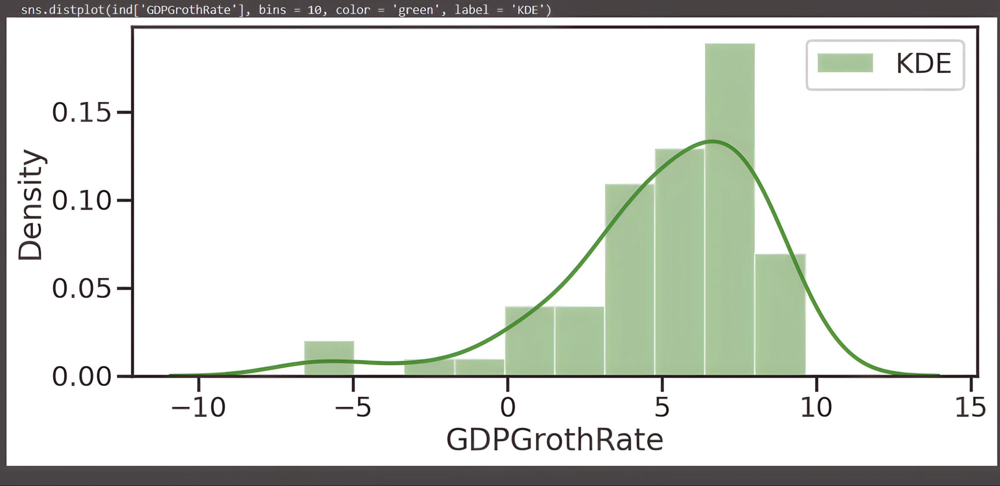 sns.distplot(ind['GDPGrothRate'], bins = 10, color = 'green', label = 'KDE')
KDE
0.15
0.10
0.05
0.00
Density
−10 −5 0 5 10 15
GDPGrothRate